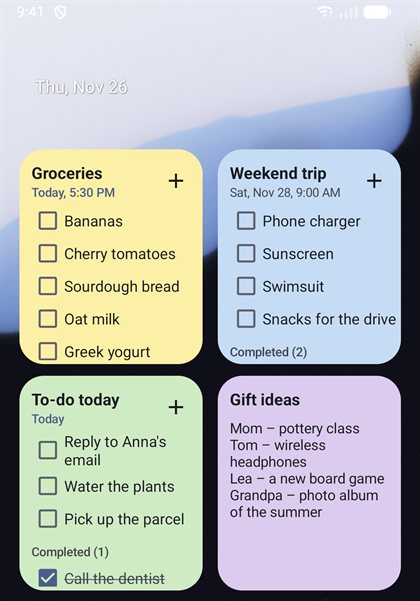 9:41
Thu, Nov 26
Groceries
Today, 5:30 PM
Bananas
Cherry tomatoes
Sourdough bread
Oat milk
Greek yogurt
Weekend trip
Sat, Nov 28, 9:00 AM
Phone charger
Sunscreen
Swimsuit
Snacks for the drive
Completed (2)
To-do today
Today
Reply to Anna's
email
Water the plants
Pick up the parcel
Completed (1)
Call the dentist
Gift ideas
Mom – pottery class
Tom – wireless
headphones
Lea – a new board game
Grandpa – photo album
of the summer